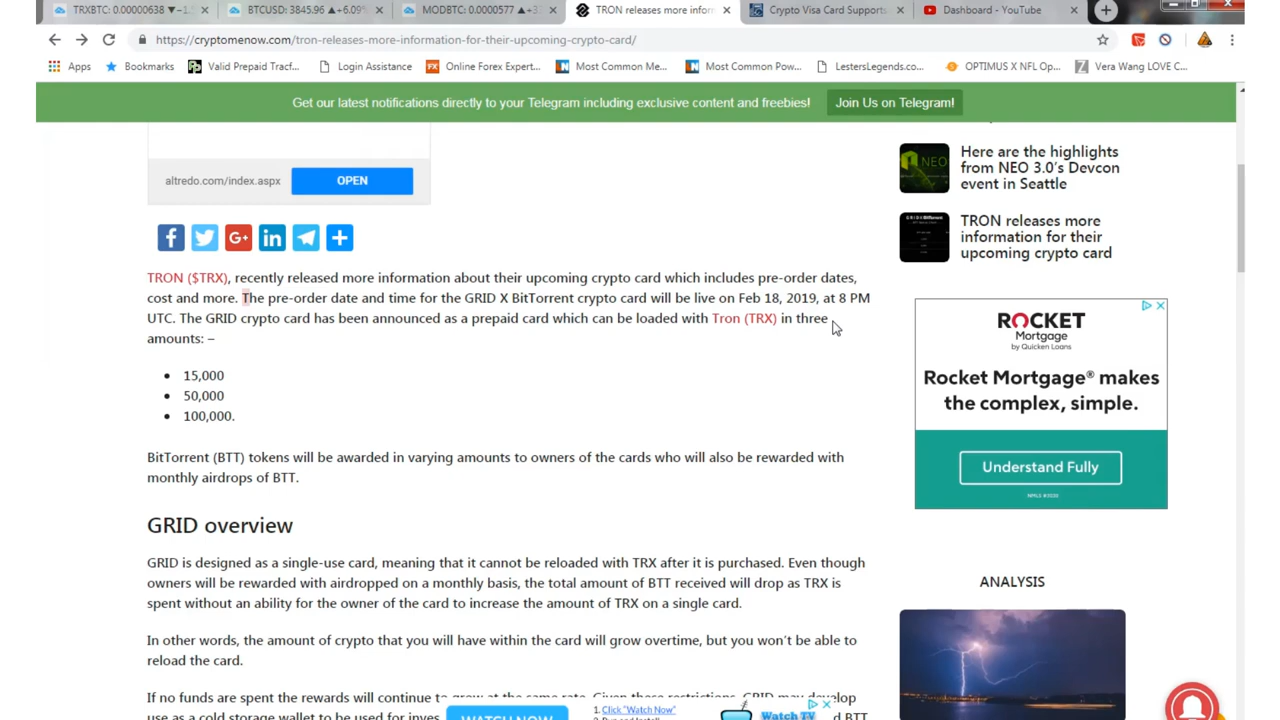 TRXBTC: 0.00000638 ▼−1.
BTCUSD: 3845.96 ▲+6.09%
MODBTC: 0.0000577 ▲+3
TRON releases more infor
Crypto Visa Card Supports
Dashboard - YouTube
https://cryptomenow.com/tron-releases-more-information-for-their-upcoming-crypto-card/
Apps
Bookmarks
Valid Prepaid Tracf...
Login Assistance
Online Forex Expert...
Most Common Me...
Most Common Pow...
LestersLegends.co...
OPTIMUS X NFL Op...
Vera Wang LOVE C...
Get our latest notifications directly to your Telegram including exclusive content and freebies!
Join Us on Telegram!
altredo.com/index.aspx
OPEN
TRON ($TRX), recently released more information about their upcoming crypto card which includes pre-order dates,
cost and more. The pre-order date and time for the GRID X BitTorrent crypto card will be live on Feb 18, 2019, at 8 PM
UTC. The GRID crypto card has been announced as a prepaid card which can be loaded with Tron (TRX) in three
amounts: –
• 15,000
• 50,000
• 100,000.
BitTorrent (BTT) tokens will be awarded in varying amounts to owners of the cards who will also be rewarded with
monthly airdrops of BTT.
GRID overview
GRID is designed as a single-use card, meaning that it cannot be reloaded with TRX after it is purchased. Even though
owners will be rewarded with airdropped on a monthly basis, the total amount of BTT received will drop as TRX is
spent without an ability for the owner of the card to increase the amount of TRX on a single card.
In other words, the amount of crypto that you will have within the card will grow overtime, but you won't be able to
reload the card.
If no funds are spent the rewards will continue to grow at the same rate. Given these restrictions, GRID may develop
use as a cold storage wallet to be used for inves
d BTT
WATCH NOW
1. Click "Watch Now"
Watch TV
NEO
Here are the highlights
from NEO 3.0's Devcon
event in Seattle
TRON releases more
information for their
upcoming crypto card
ROCKET
Mortgage
by Quicken Loans
Rocket Mortgage® makes
the complex, simple.
Understand Fully
NMLS #3030
ANALYSIS